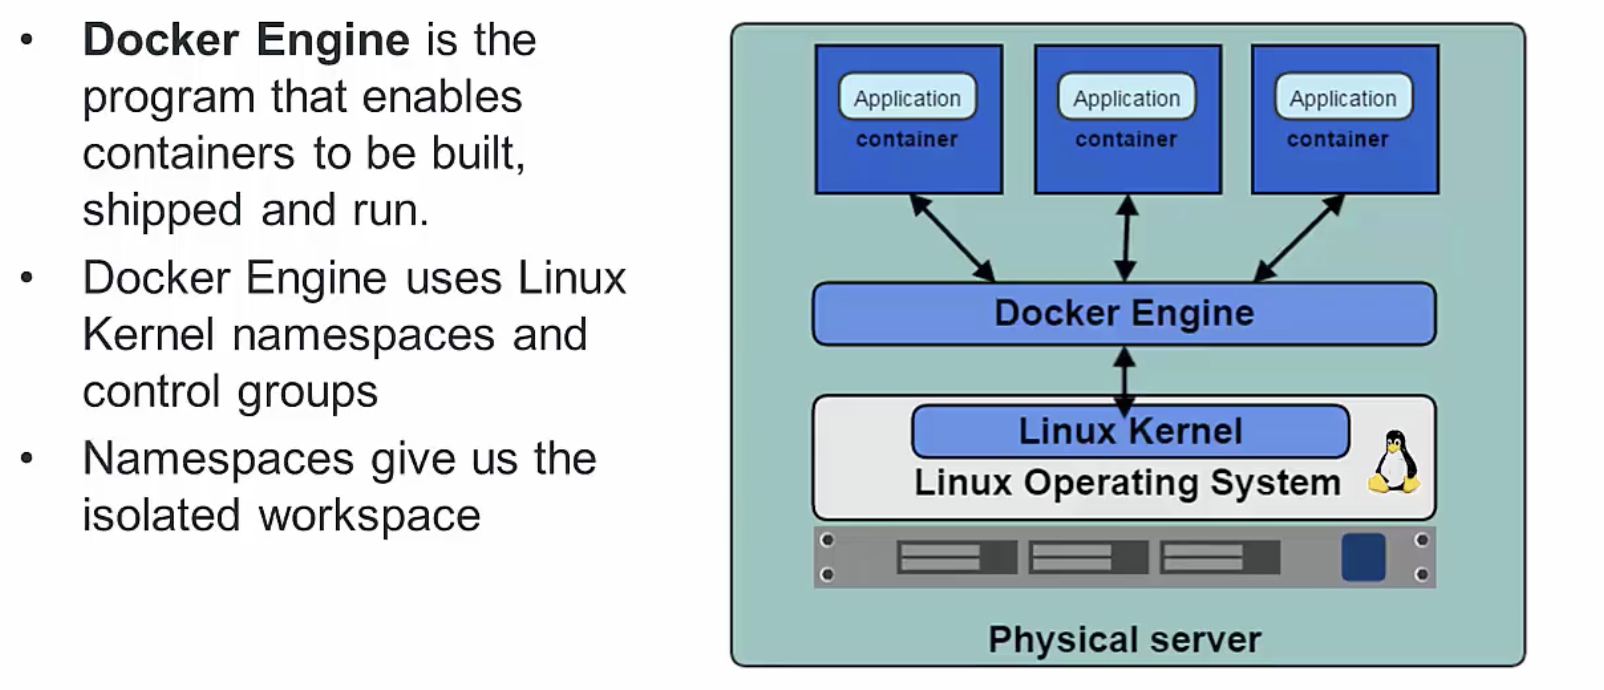 • Docker Engine is the
program that enables
containers to be built,
shipped and run.
• Docker Engine uses Linux
Kernel namespaces and
control groups
• Namespaces give us the
isolated workspace
Application
container
Application
container
Application
container
Docker Engine
Linux Kernel
Linux Operating System
Physical server